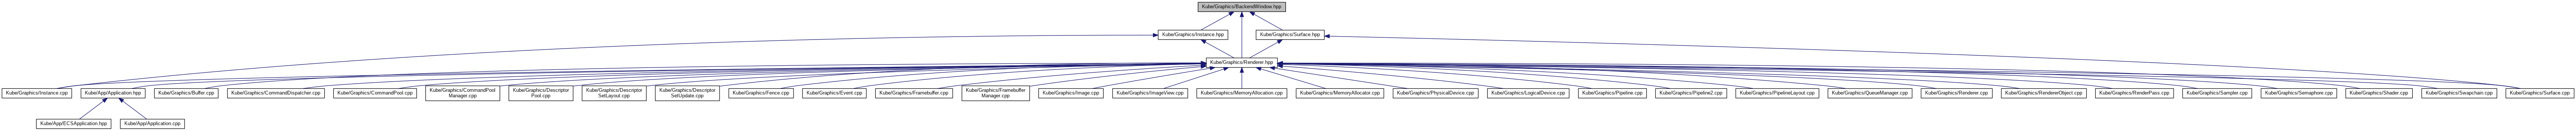 Kube/Graphics/BackendWindow.hpp
Kube/Graphics/Instance.hpp
Kube/Graphics/Surface.hpp
Kube/Graphics/Renderer.hpp
Kube/Graphics/Instance.cpp
Kube/App/Application.hpp
Kube/Graphics/Buffer.cpp
Kube/Graphics/CommandDispatcher.cpp
Kube/Graphics/CommandPool.cpp
Kube/Graphics/CommandPool
Manager.cpp
Kube/Graphics/Descriptor
Pool.cpp
Kube/Graphics/Descriptor
SetLayout.cpp
Kube/Graphics/Descriptor
SetUpdate.cpp
Kube/Graphics/Fence.cpp
Kube/Graphics/Event.cpp
Kube/Graphics/Framebuffer.cpp
Kube/Graphics/Framebuffer
Manager.cpp
Kube/Graphics/Image.cpp
Kube/Graphics/ImageView.cpp
Kube/Graphics/MemoryAllocation.cpp
Kube/Graphics/MemoryAllocator.cpp
Kube/Graphics/PhysicalDevice.cpp
Kube/Graphics/LogicalDevice.cpp
Kube/Graphics/Pipeline.cpp
Kube/Graphics/Pipeline2.cpp
Kube/Graphics/PipelineLayout.cpp
Kube/Graphics/QueueManager.cpp
Kube/Graphics/Renderer.cpp
Kube/Graphics/RendererObject.cpp
Kube/Graphics/RenderPass.cpp
Kube/Graphics/Sampler.cpp
Kube/Graphics/Semaphore.cpp
Kube/Graphics/Shader.cpp
Kube/Graphics/Swapchain.cpp
Kube/Graphics/Surface.cpp
Kube/App/ECSApplication.hpp
Kube/App/Application.cpp